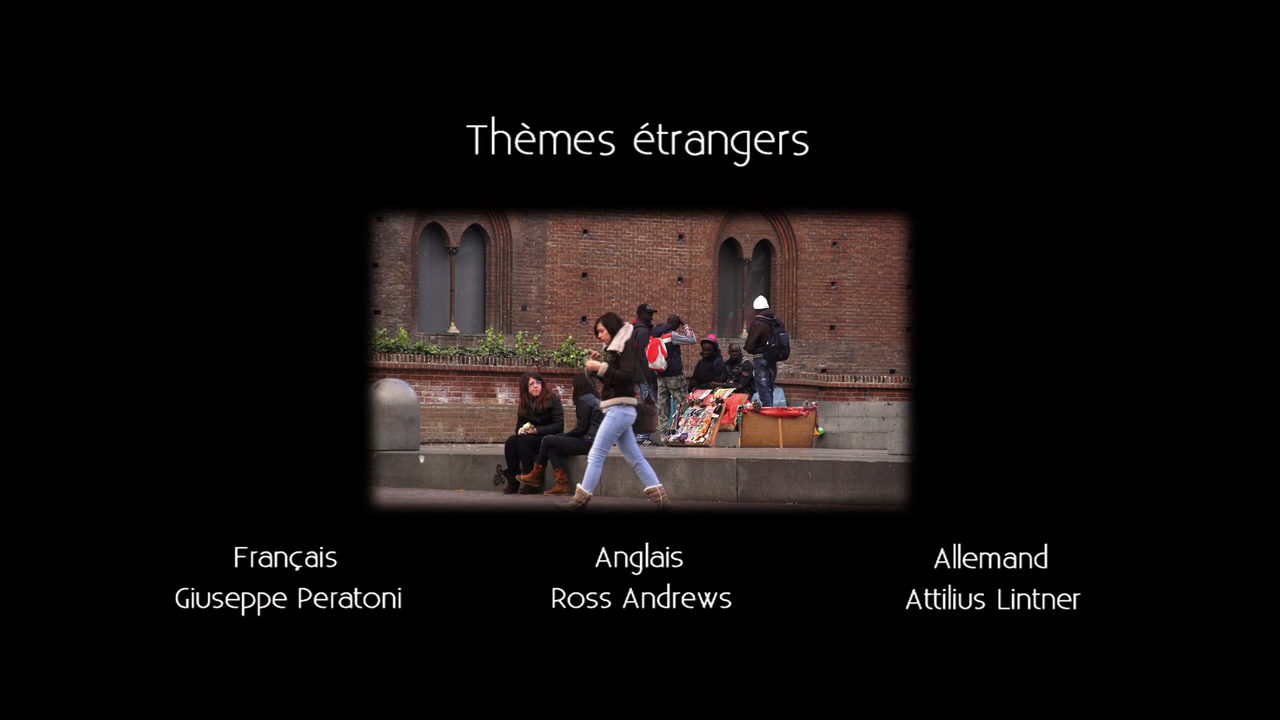 Thèmes étrangers
Français
Giuseppe Peratoni
Anglais
Ross Andrews
Allemand
Attilius Lintner